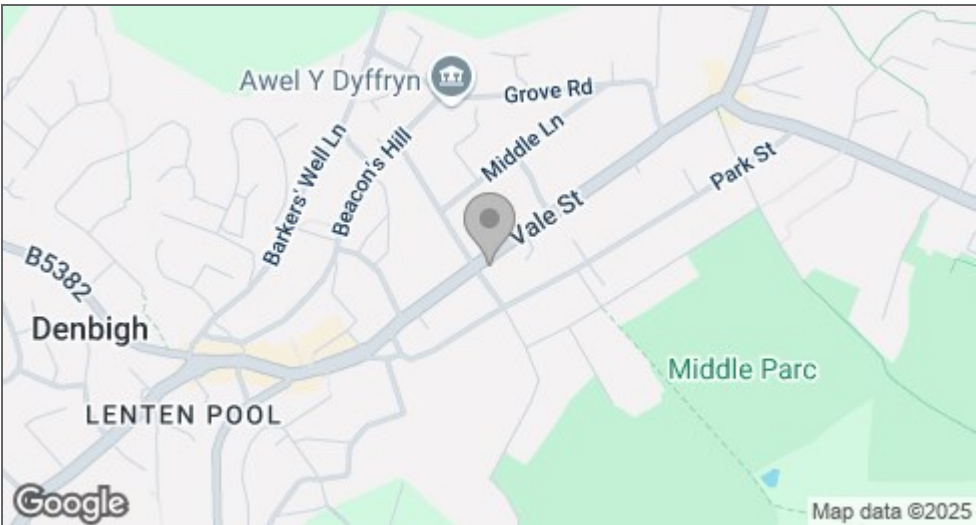 Awel Y Dyffryn
Grove Rd
Middle Ln
Barkers' Well Ln
Beacon's Hill
Park St
Vale St
B5382
Denbigh
Middle Parc
LENTEN POOL
Google
Map data ©2025